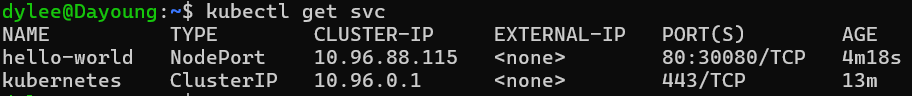 dylee@Dayoung:~$ kubectl get svc
NAME TYPE CLUSTER-IP EXTERNAL-IP PORT(S) AGE
hello-world NodePort 10.96.88.115 <none> 80:30080/TCP 4m18s
kubernetes ClusterIP 10.96.0.1 <none> 443/TCP 13m